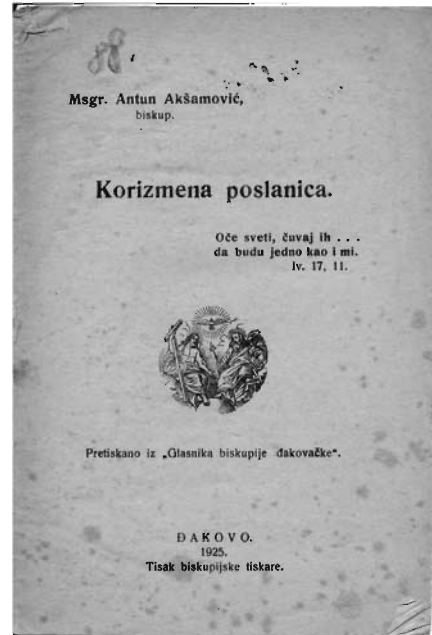 88
Msgr. Antun Akšamović,
biskup.
Korizmena poslanica.
Oče sveti, čuvaj ih . . .
da budu jedno kao i mi.
Iv. 17, 11.
Pretiskano iz „Glasnika biskupije đakovačke“.
ĐAKOVO.
1925.
Tisak biskupijske tiskare.